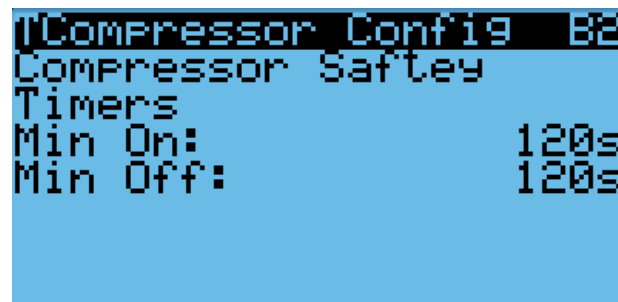 ↑Compressor Config B2
Compressor Saftey
Timers
Min On: 120s
Min Off: 120s